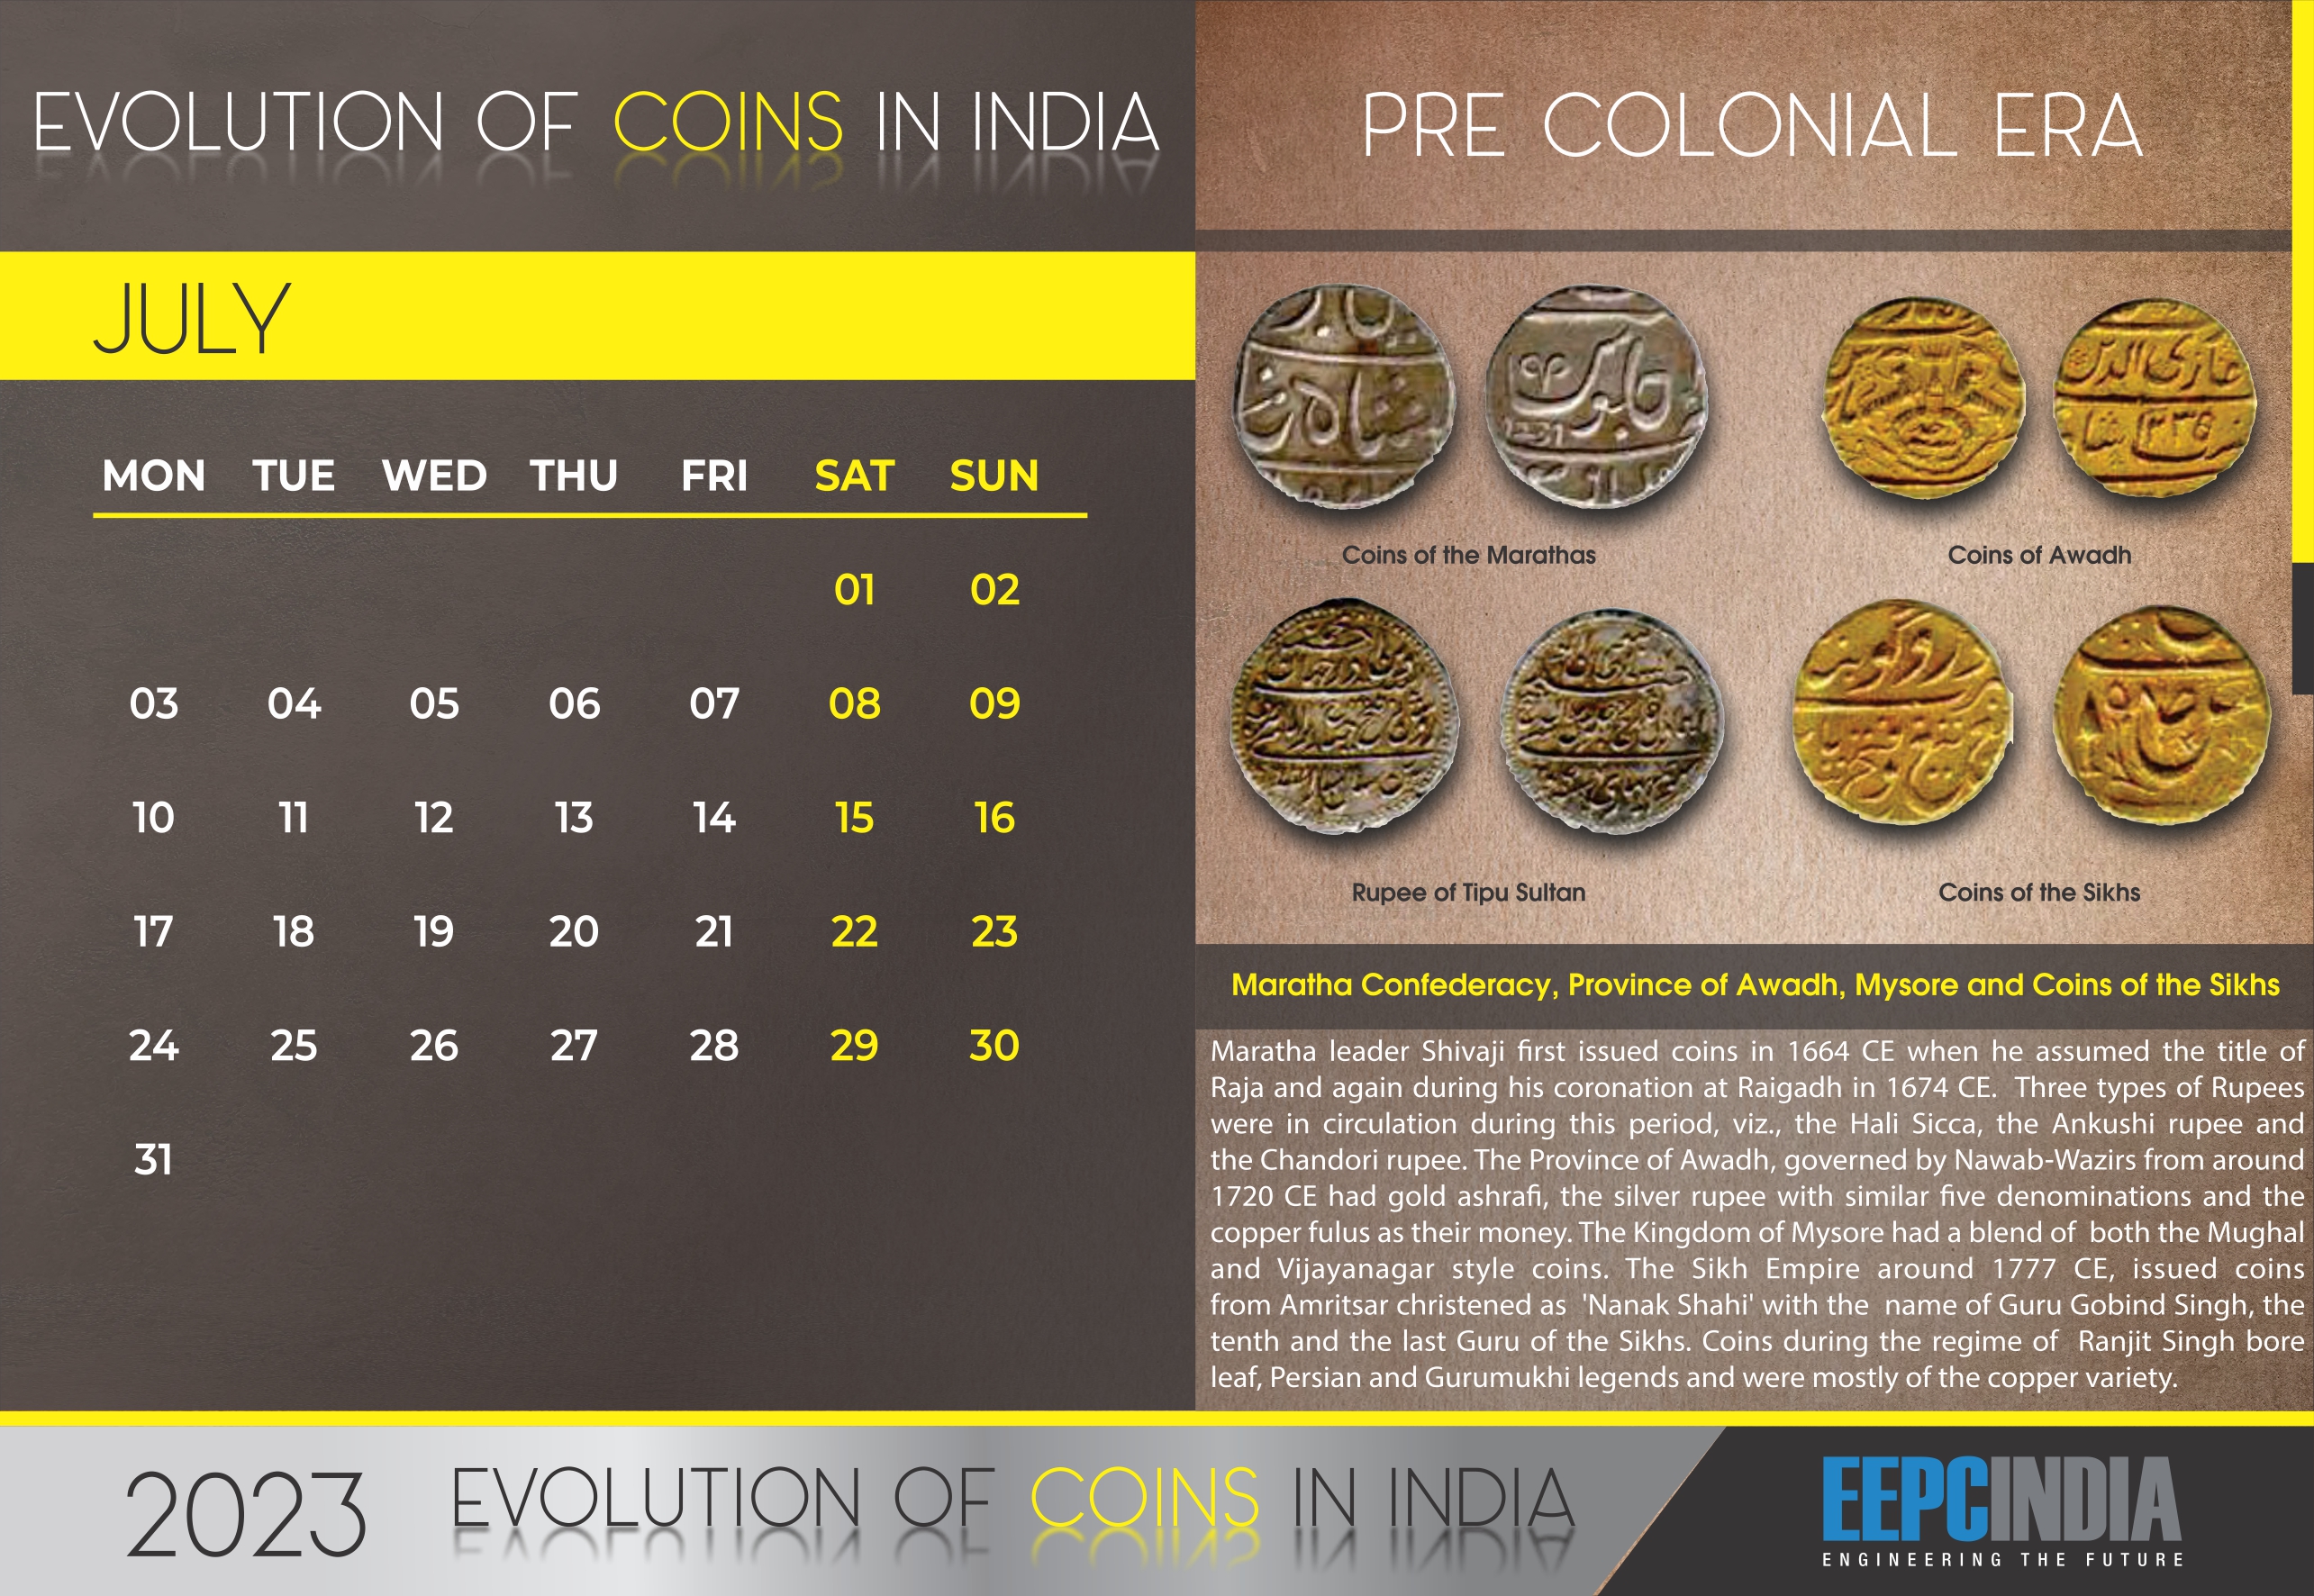 EVOLUTION OF COINS IN INDIA
JULY
MON TUE WED THU FRI SAT SUN
01 02
03 04 05 06 07 08 09
10 11 12 13 14 15 16
17 18 19 20 21 22 23
24 25 26 27 28 29 30
31
PRE COLONIAL ERA
Coins of the Marathas
Coins of Awadh
Rupee of Tipu Sultan
Coins of the Sikhs
Maratha Confederacy, Province of Awadh, Mysore and Coins of the Sikhs
Maratha leader Shivaji first issued coins in 1664 CE when he assumed the title of
Raja and again during his coronation at Raigadh in 1674 CE. Three types of Rupees
were in circulation during this period, viz., the Hali Sicca, the Ankushi rupee and
the Chandori rupee. The Province of Awadh, governed by Nawab-Wazirs from around
1720 CE had gold ashrafi, the silver rupee with similar five denominations and the
copper fulus as their money. The Kingdom of Mysore had a blend of both the Mughal
and Vijayanagar style coins. The Sikh Empire around 1777 CE, issued coins
from Amritsar christened as 'Nanak Shahi' with the name of Guru Gobind Singh, the
tenth and the last Guru of the Sikhs. Coins during the regime of Ranjit Singh bore
leaf, Persian and Gurumukhi legends and were mostly of the copper variety.
2023
EVOLUTION OF COINS IN INDIA
EEPCINDIA
ENGINEERING THE FUTURE